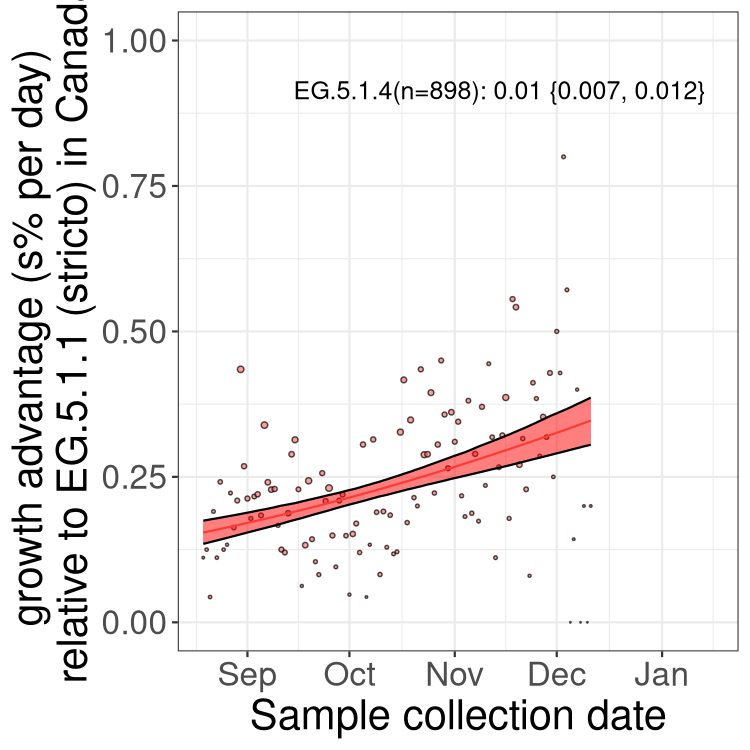 growth advantage (s% per day)
relative to EG.5.1.1 (stricto) in Canada
1.00
0.75
0.50
0.25
0.00
EG.5.1.4(n=898): 0.01 {0.007, 0.012}
Sep Oct Nov Dec Jan
Sample collection date